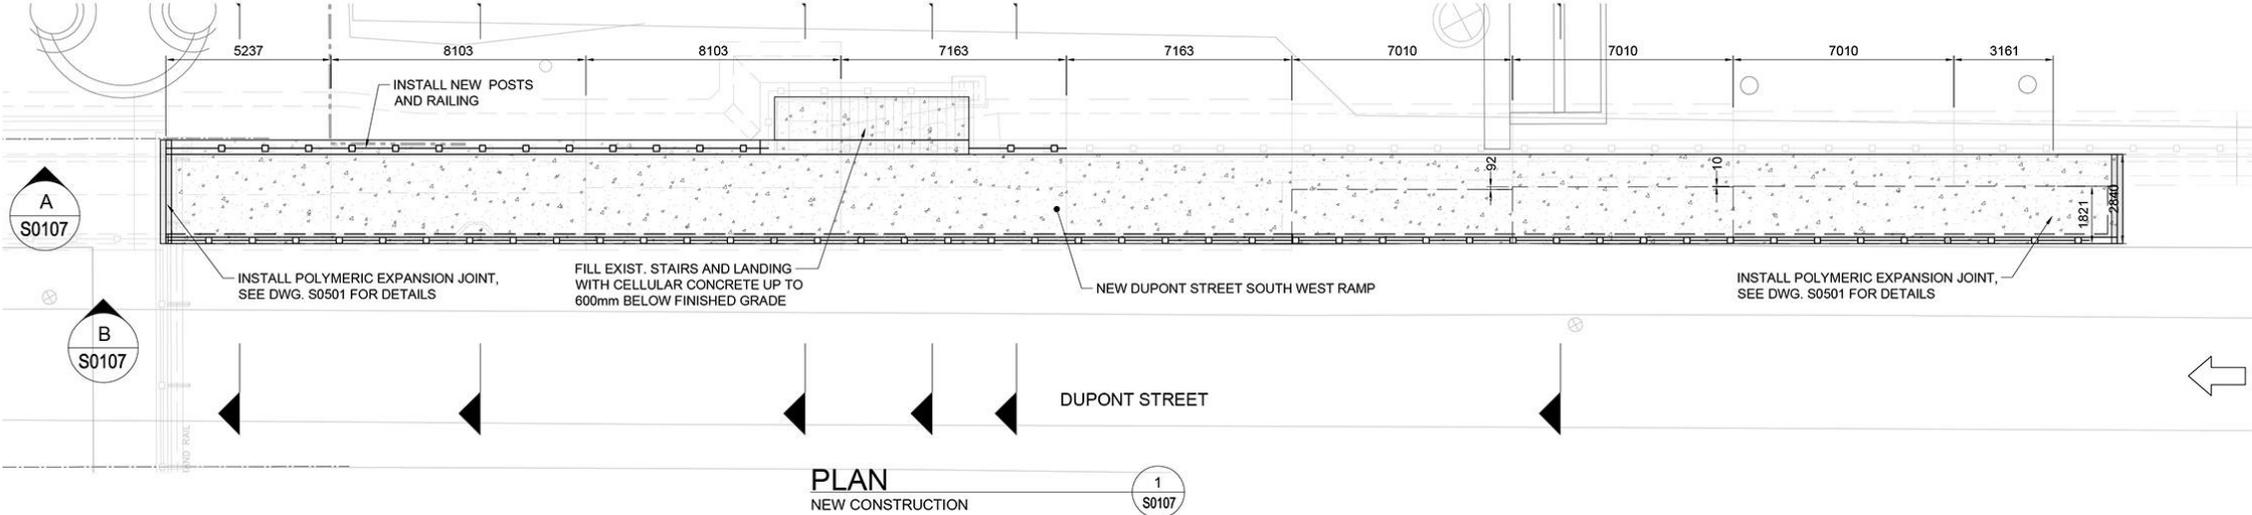 5237
8103
8103
7163
7163
7010
7010
7010
3161
INSTALL NEW POSTS
AND RAILING
92
10
1821
2840
A
S0107
B
S0107
INSTALL POLYMERIC EXPANSION JOINT,
SEE DWG. S0501 FOR DETAILS
FILL EXIST. STAIRS AND LANDING
WITH CELLULAR CONCRETE UP TO
600mm BELOW FINISHED GRADE
NEW DUPONT STREET SOUTH WEST RAMP
INSTALL POLYMERIC EXPANSION JOINT,
SEE DWG. S0501 FOR DETAILS
DUPONT STREET
RAIL
PLAN
NEW CONSTRUCTION
1
S0107